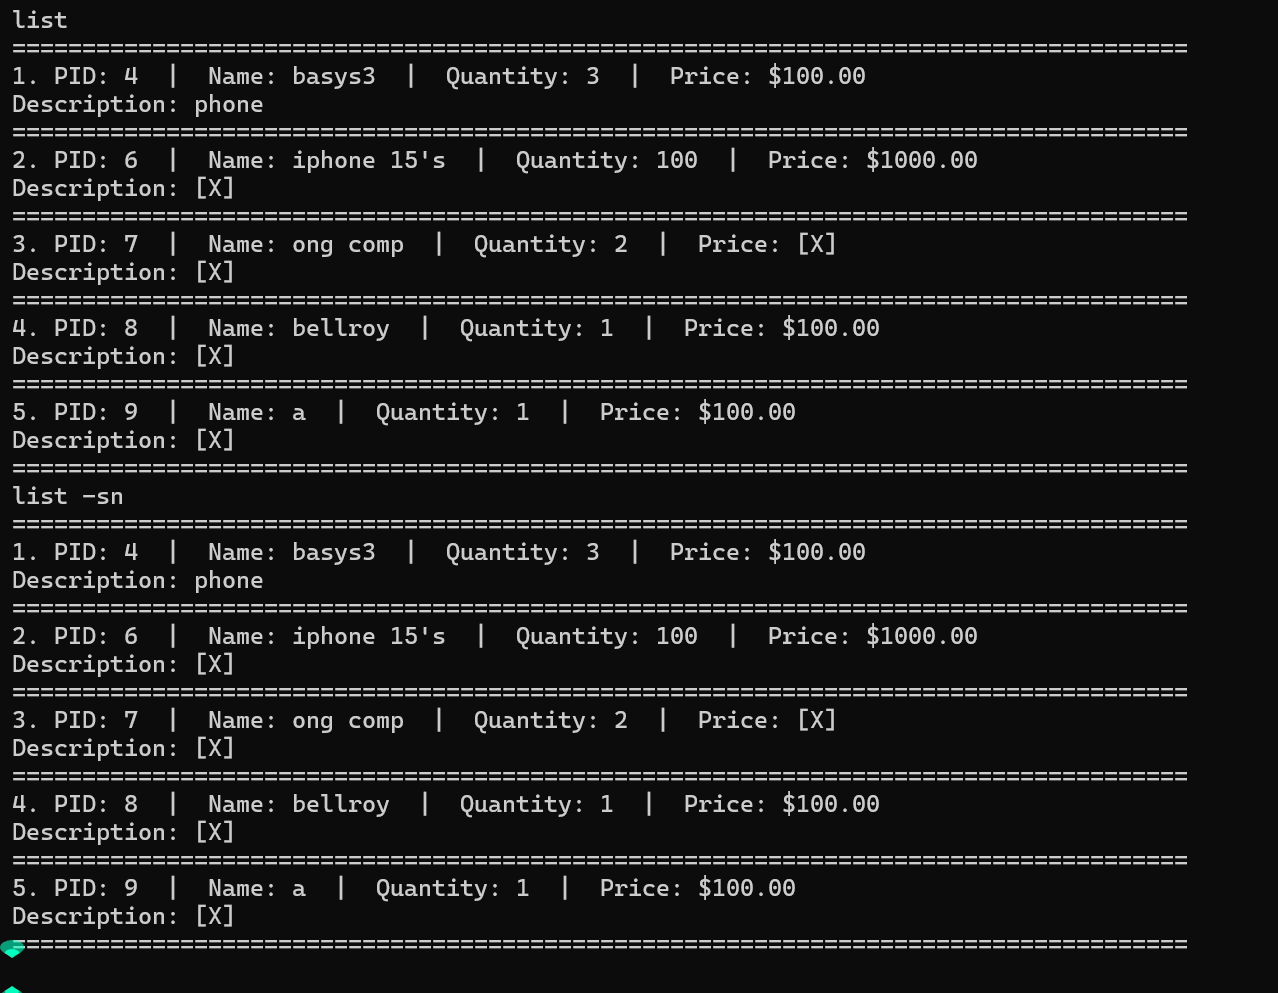 list
====================================================================================
1. PID: 4  |  Name: basys3  |  Quantity: 3  |  Price: $100.00
Description: phone
====================================================================================
2. PID: 6  |  Name: iphone 15's  |  Quantity: 100  |  Price: $1000.00
Description: [X]
====================================================================================
3. PID: 7  |  Name: ong comp  |  Quantity: 2  |  Price: [X]
Description: [X]
====================================================================================
4. PID: 8  |  Name: bellroy  |  Quantity: 1  |  Price: $100.00
Description: [X]
====================================================================================
5. PID: 9  |  Name: a  |  Quantity: 1  |  Price: $100.00
Description: [X]
====================================================================================
list -sn
====================================================================================
1. PID: 4  |  Name: basys3  |  Quantity: 3  |  Price: $100.00
Description: phone
====================================================================================
2. PID: 6  |  Name: iphone 15's  |  Quantity: 100  |  Price: $1000.00
Description: [X]
====================================================================================
3. PID: 7  |  Name: ong comp  |  Quantity: 2  |  Price: [X]
Description: [X]
====================================================================================
4. PID: 8  |  Name: bellroy  |  Quantity: 1  |  Price: $100.00
Description: [X]
====================================================================================
5. PID: 9  |  Name: a  |  Quantity: 1  |  Price: $100.00
Description: [X]
====================================================================================